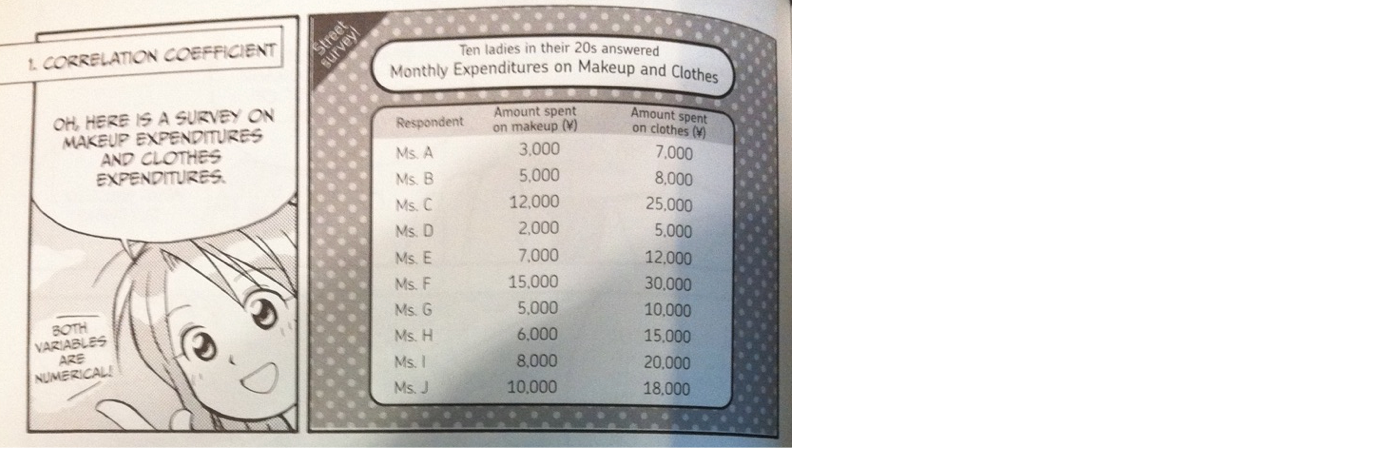 1. CORRELATION COEFFICIENT
OH, HERE IS A SURVEY ON
MAKEUP EXPENDITURES
AND CLOTHES
EXPENDITURES.
BOTH
VARIABLES
ARE
NUMERICAL!
Street
survey!
Ten ladies in their 20s answered
Monthly Expenditures on Makeup and Clothes
Respondent Amount spent on makeup (¥) Amount spent on clothes (¥)
Ms. A 3,000 7,000
Ms. B 5,000 8,000
Ms. C 12,000 25,000
Ms. D 2,000 5,000
Ms. E 7,000 12,000
Ms. F 15,000 30,000
Ms. G 5,000 10,000
Ms. H 6,000 15,000
Ms. I 8,000 20,000
Ms. J 10,000 18,000